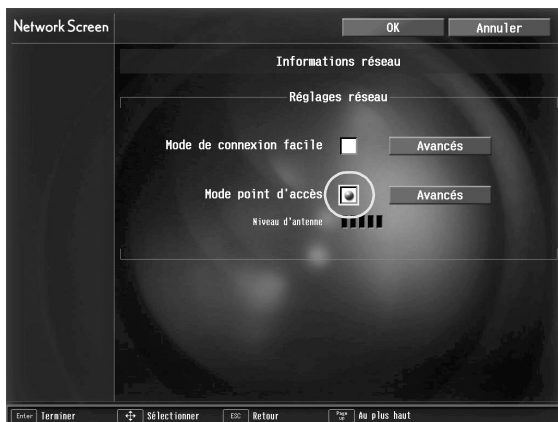 Network Screen
OK Annuler
Informations réseau
Réglages réseau
Mode de connexion facile Avancés
Mode point d'accès Avancés
Niveau d'antenne
Enter Terminer Sélectionner ESC Retour Page up Au plus haut